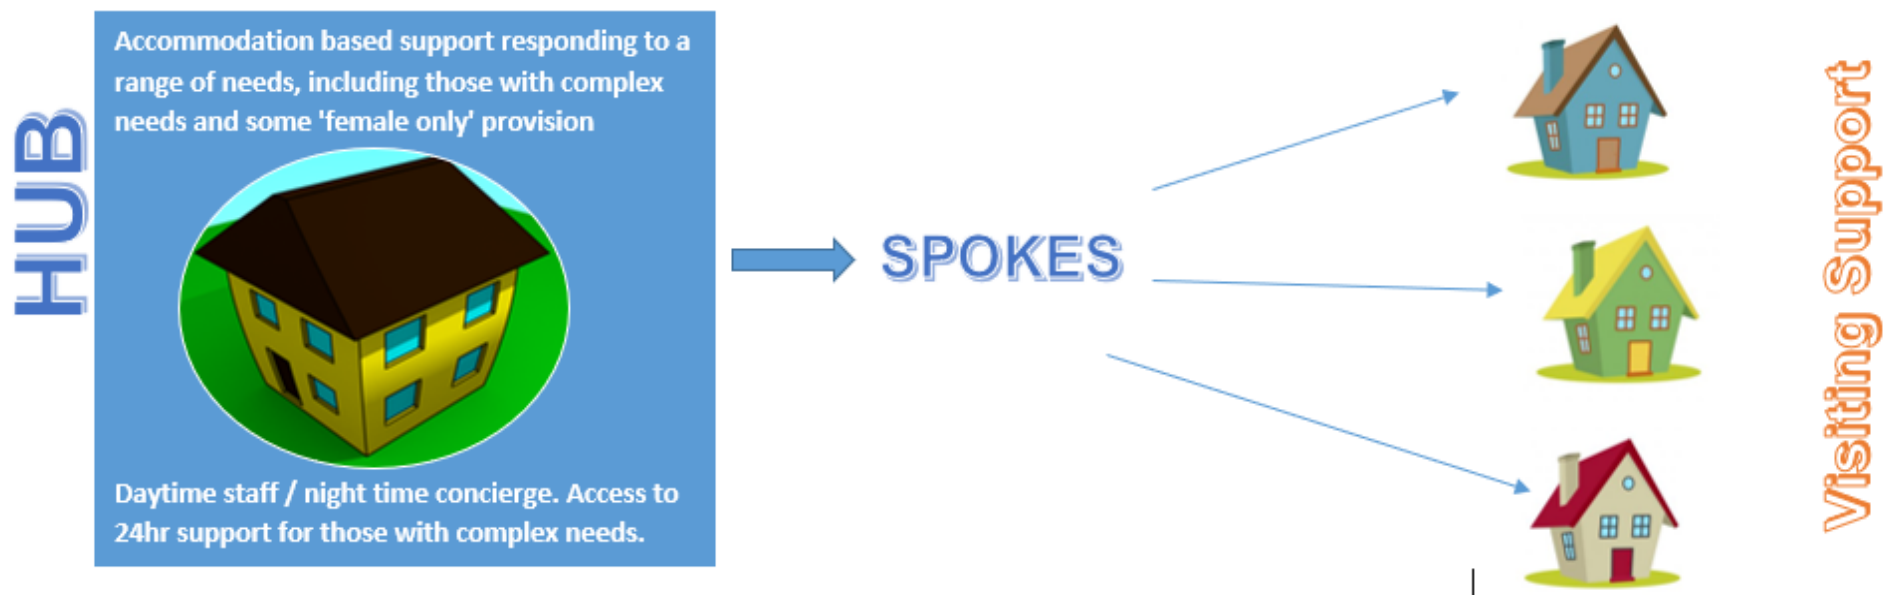 HUB
Accommodation based support responding to a
range of needs, including those with complex
needs and some 'female only' provision
Daytime staff / night time concierge. Access to
24hr support for those with complex needs.
SPOKES
Visiting Support